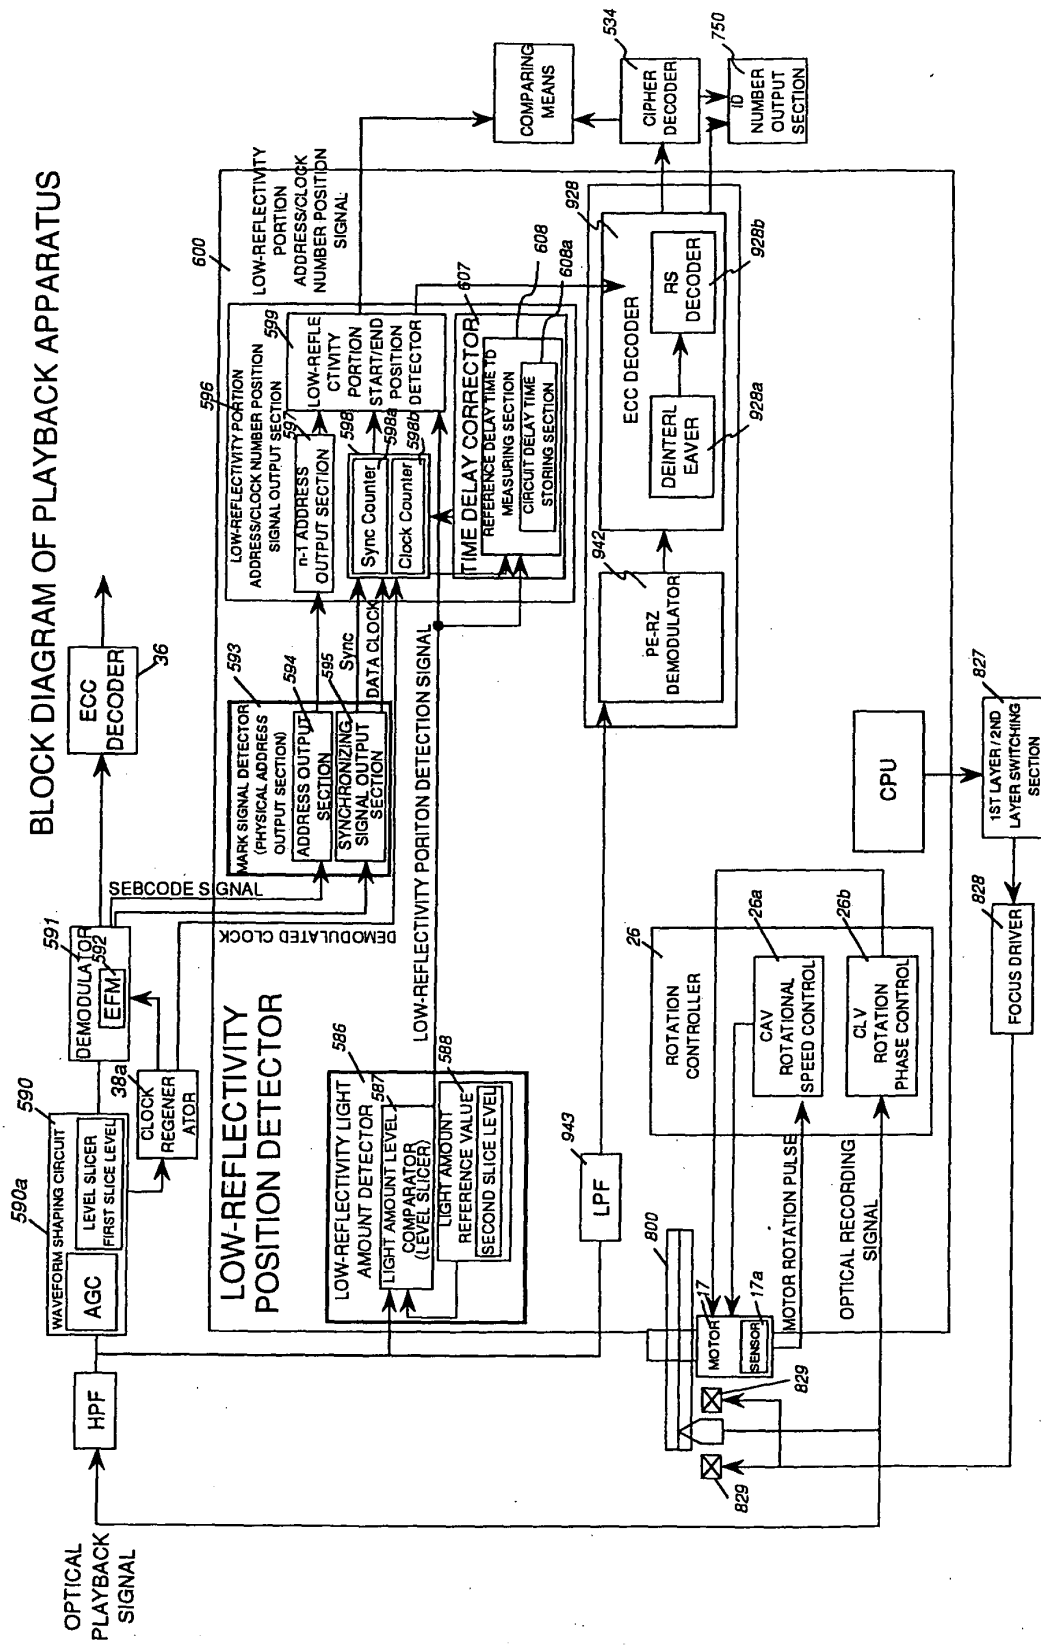 BLOCK DIAGRAM OF PLAYBACK APPARATUS
OPTICAL
PLAYBACK
SIGNAL
HPF
590a
590
WAVEFORM SHAPING CIRCUIT
AGC
LEVEL SLICER
FIRST SLICE LEVEL
38a
CLOCK
REGENER
ATOR
591
DEMODULATOR
592
EFM
ECC
DECODER
36
SEBCODE SIGNAL
DEMODULATED CLOCK
LOW-REFLECTIVITY
POSITION DETECTOR
600
LOW-REFLECTIVITY LIGHT
AMOUNT DETECTOR
586
587
LIGHT AMOUNT LEVEL
COMPARATOR
(LEVEL SLICER)
588
LIGHT AMOUNT
REFERENCE VALUE
SECOND SLICE LEVEL
LOW-REFLECTIVITY PORITON DETECTION SIGNAL
593
MARK SIGNAL DETECTOR
(PHYSICAL ADDRESS
OUTPUT SECTION)
594
ADDRESS OUTPUT
SECTION
595
SYNCHRONIZING
SIGNAL OUTPUT
SECTION
Sync
DATA CLOCK
596
LOW-REFLECTIVITY PORTION
ADDRESS/CLOCK NUMBER POSITION
SIGNAL OUTPUT SECTION
597
n-1 ADDRESS
OUTPUT SECTION
598
598a
Sync Counter
598b
Clock Counter
599
LOW-REFLE
CTIVITY
PORTION
START/END
POSITION
DETECTOR
LOW-REFLECTIVITY
PORTION
ADDRESS/CLOCK
NUMBER POSITION
SIGNAL
607
TIME DELAY CORRECTOR
REFERENCE DELAY TIME TD
MEASURING SECTION
608
CIRCUIT DELAY TIME
STORING SECTION
608a
COMPARING
MEANS
534
CIPHER
DECODER
750
ID
NUMBER
OUTPUT
SECTION
943
LPF
942
PE-RZ
DEMODULATOR
928
ECC DECODER
DEINTERL
EAVER
928a
RS
DECODER
928b
800
17
MOTOR
17a
SENSOR
829
829
MOTOR ROTATION PULSE
OPTICAL RECORDING
SIGNAL
26
ROTATION
CONTROLLER
26a
CAV
ROTATIONAL
SPEED CONTROL
26b
CLV
ROTATION
PHASE CONTROL
CPU
827
1ST LAYER / 2ND
LAYER SWITCHING
SECTION
828
FOCUS DRIVER